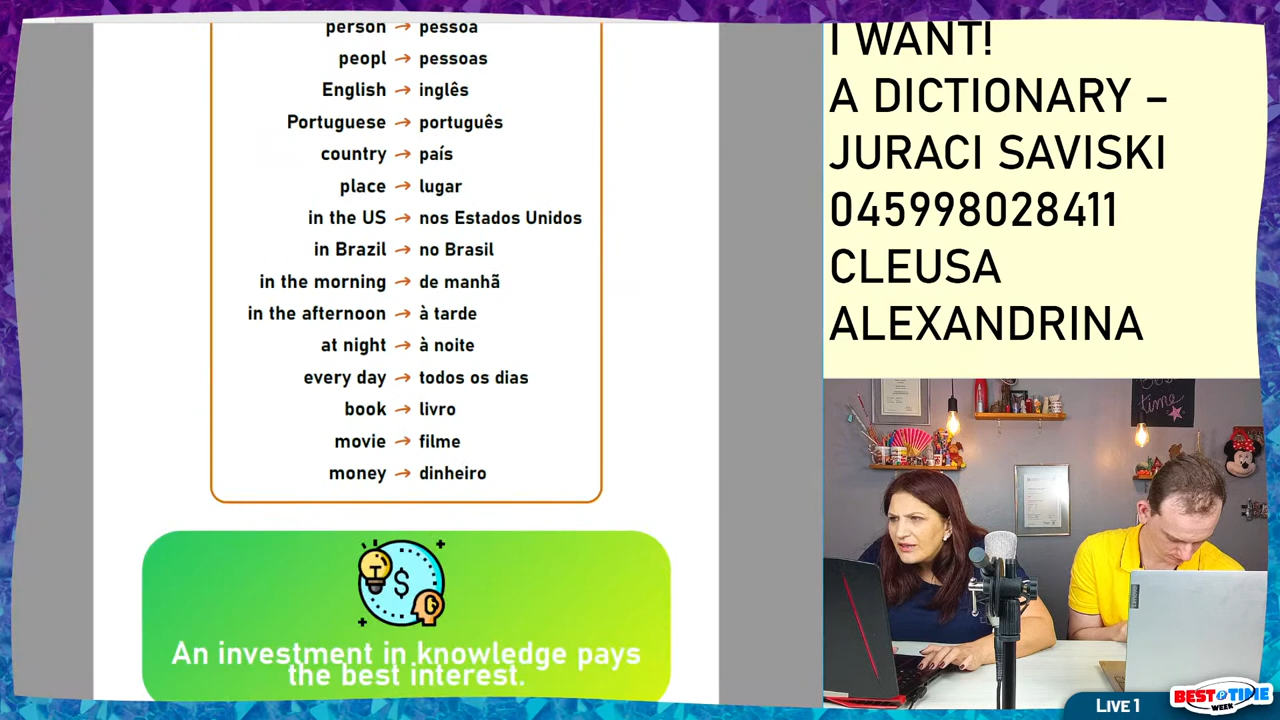 person → pessoa
peopl → pessoas
English → inglês
Portuguese → português
country → país
place → lugar
in the US → nos Estados Unidos
in Brazil → no Brasil
in the morning → de manhã
in the afternoon → à tarde
at night → à noite
every day → todos os dias
book → livro
movie → filme
money → dinheiro
$
An investment in knowledge pays
the best interest.
I WANT!
A DICTIONARY –
JURACI SAVISKI
045998028411
CLEUSA
ALEXANDRINA
time
LIVE 1
BEST TIME
WEEK